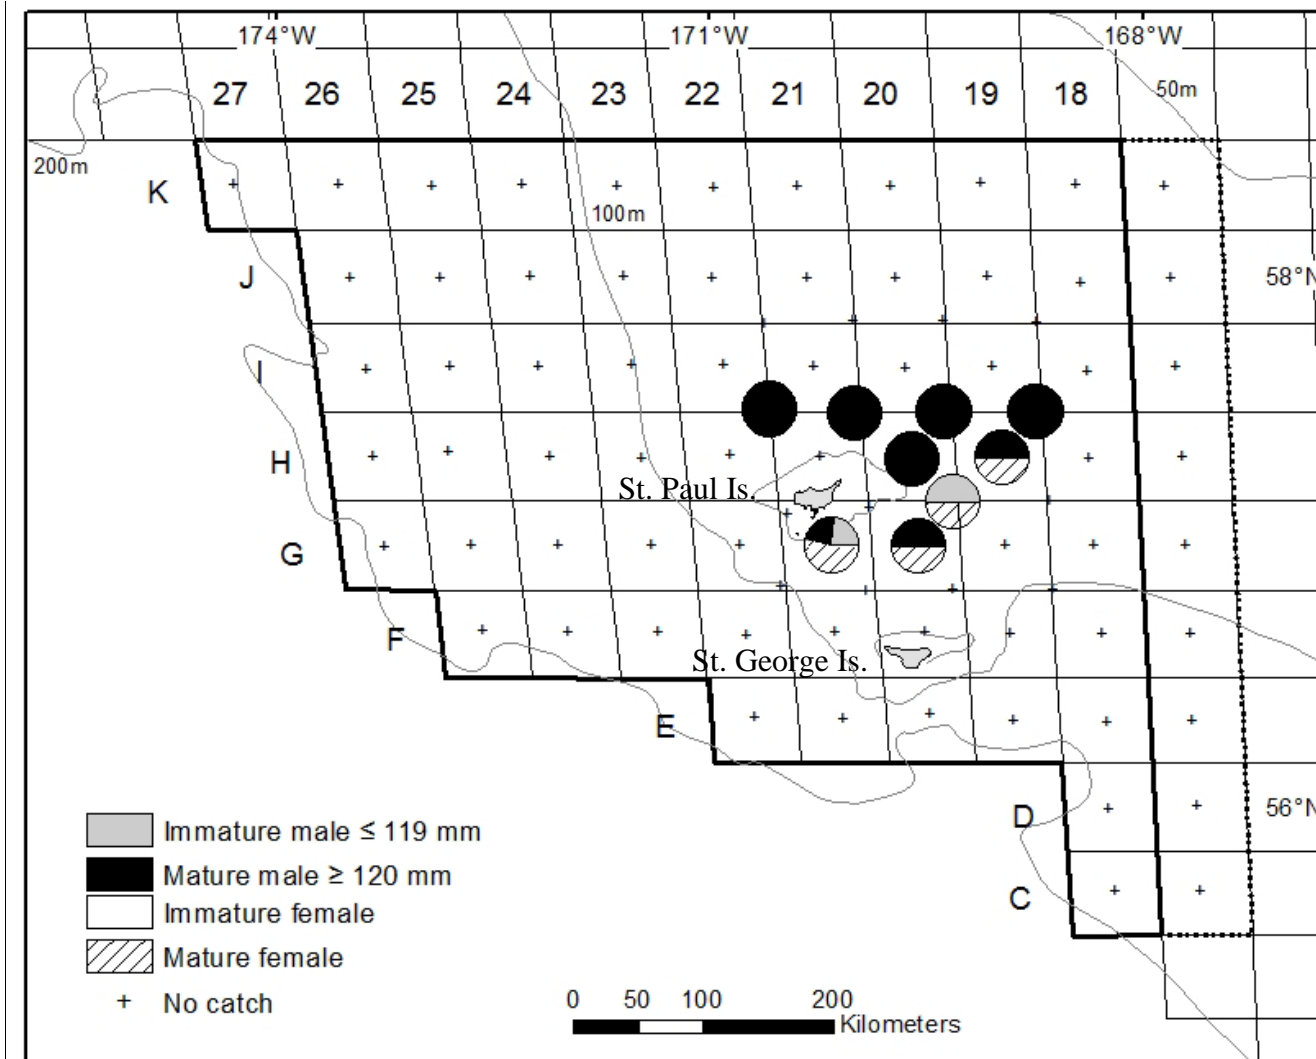 174°W 171°W 168°W
27 26 25 24 23 22 21 20 19 18
50m
200m
K
100m
J
58°N
I
H
St. Paul Is.
G
F
St. George Is.
E
D
56°N
C
Immature male ≤ 119 mm
Mature male ≥ 120 mm
Immature female
Mature female
+ No catch
0 50 100 200
Kilometers